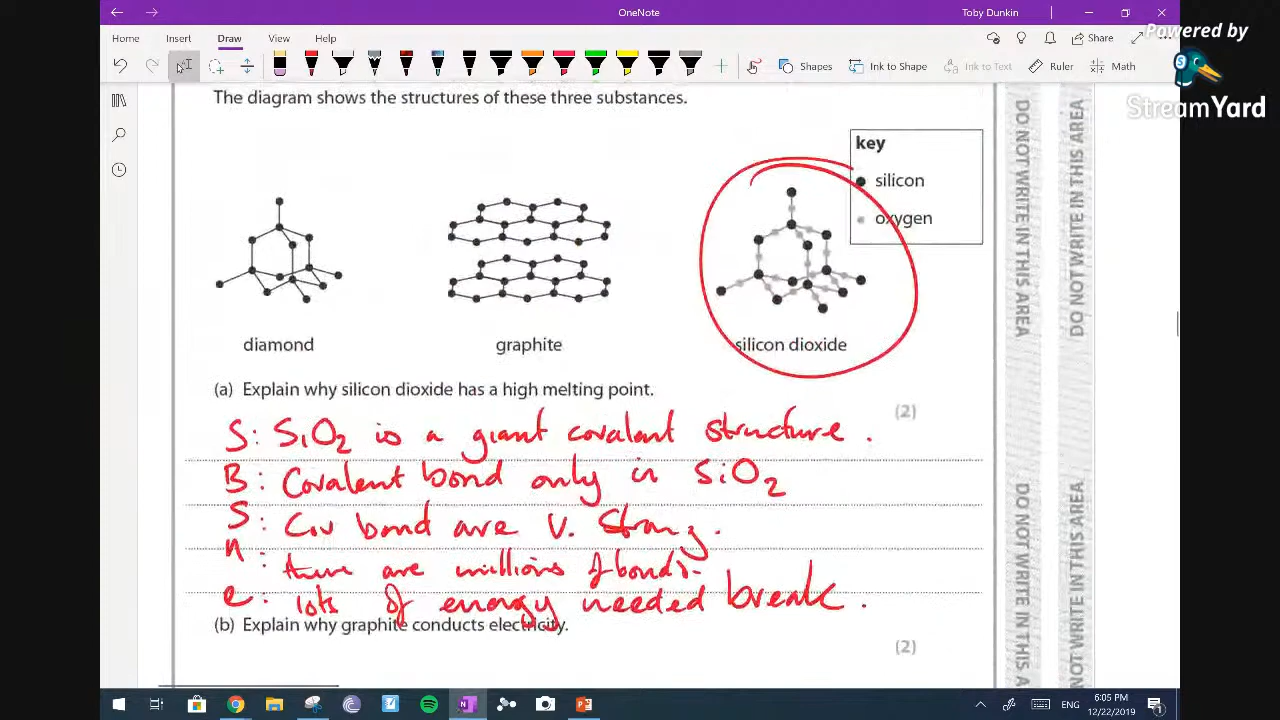 OneNote
Toby Dunkin
Powered by
StreamYard
Home Insert Draw View Help
Share
Shapes Ink to Shape Ink to Text Ruler Math
The diagram shows the structures of these three substances.
key
silicon
oxygen
diamond graphite silicon dioxide
(a) Explain why silicon dioxide has a high melting point.
(2)
S: SiO2 is a giant covalent structure.
B: Covalent bond only in SiO2
S: Cov bond are V. Strong.
n: there are millions of bonds.
e: lots of energy needed break.
(b) Explain why graphite conducts electricity.
(2)
DO NOT WRITE IN THIS AREA
DO NOT WRITE IN THIS AREA
DO NOT WRITE IN THIS A
NOT WRITE IN THIS AREA
ENG
6:05 PM
12/22/2019
1